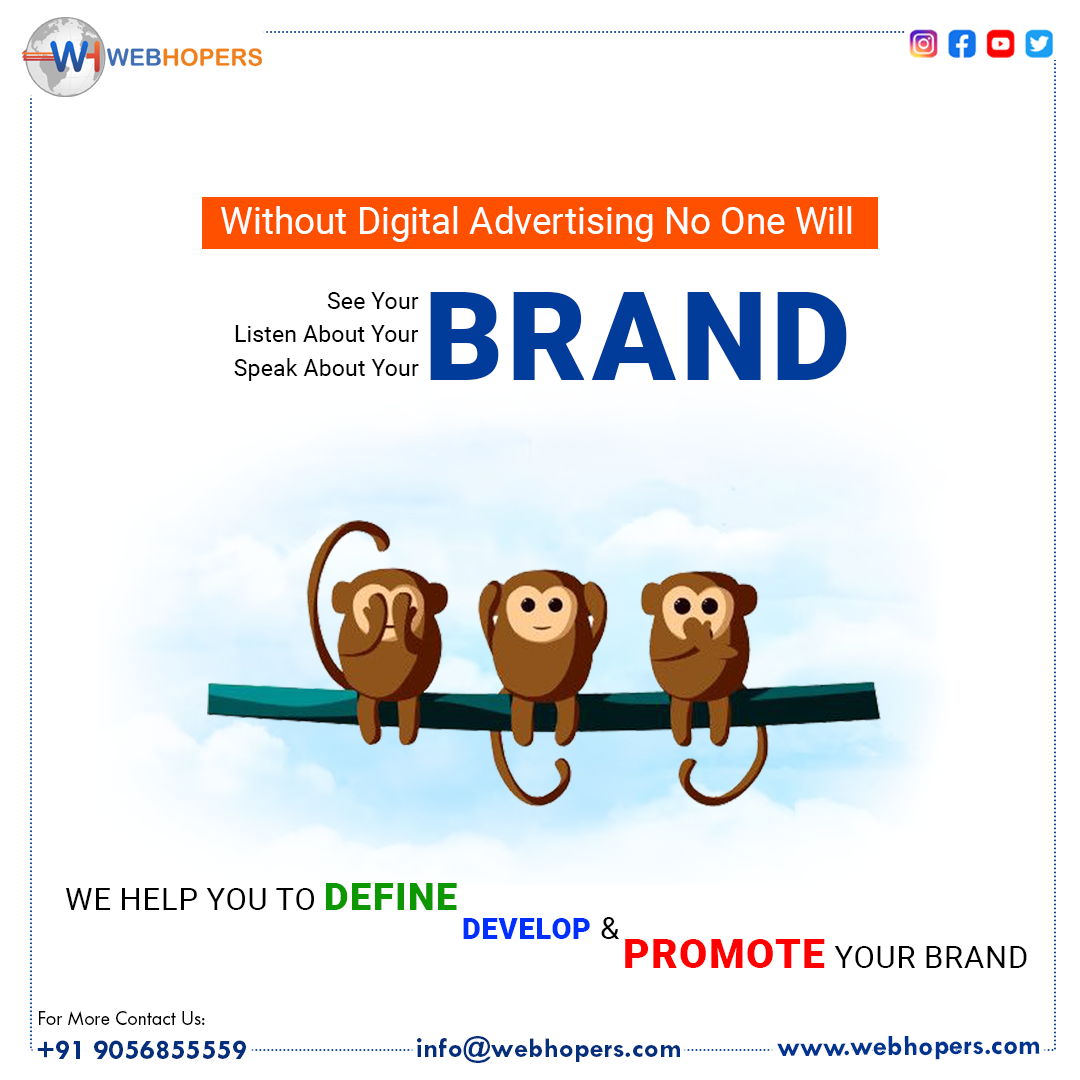 WH WEBHOPERS
Without Digital Advertising No One Will
See Your
Listen About Your
Speak About Your
BRAND
WE HELP YOU TO DEFINE
DEVELOP &
PROMOTE YOUR BRAND
For More Contact Us:
+91 9056855559
info@webhopers.com
www.webhopers.com